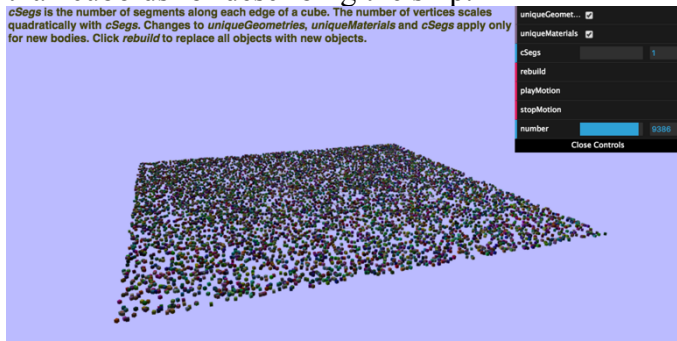 cSegs is the number of segments along each edge of a cube. The number of vertices scales
quadratically with cSegs. Changes to uniqueGeometries, uniqueMaterials and cSegs apply only
for new bodies. Click rebuild to replace all objects with new objects.
uniqueGeomet...
uniqueMaterials
cSegs 1
rebuild
playMotion
stopMotion
number 9386
Close Controls